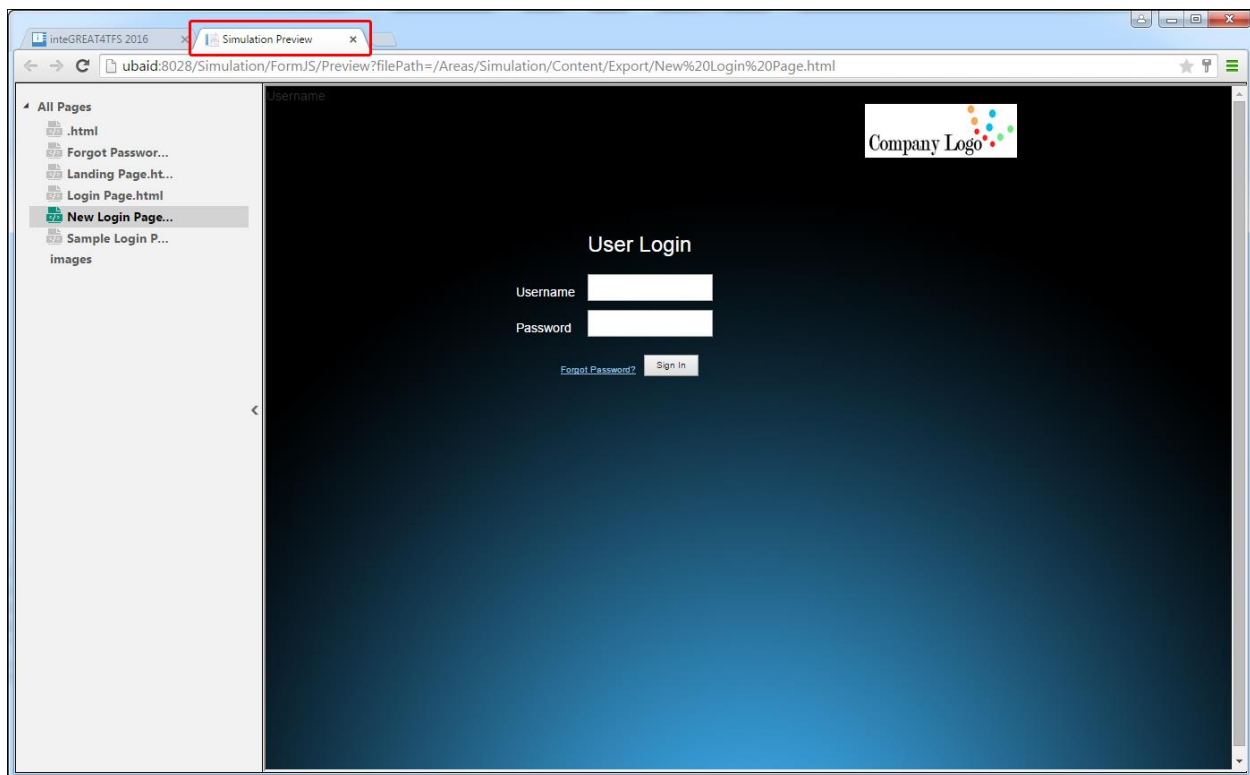 inteGREAT4TFS 2016
Simulation Preview
ubaid:8028/Simulation/FormJS/Preview?filePath=/Areas/Simulation/Content/Export/New%20Login%20Page.html
All Pages
.html
Forgot Passwor...
Landing Page.ht...
Login Page.html
New Login Page...
Sample Login P...
images
Username
Company Logo
User Login
Username
Password
Forgot Password? Sign In